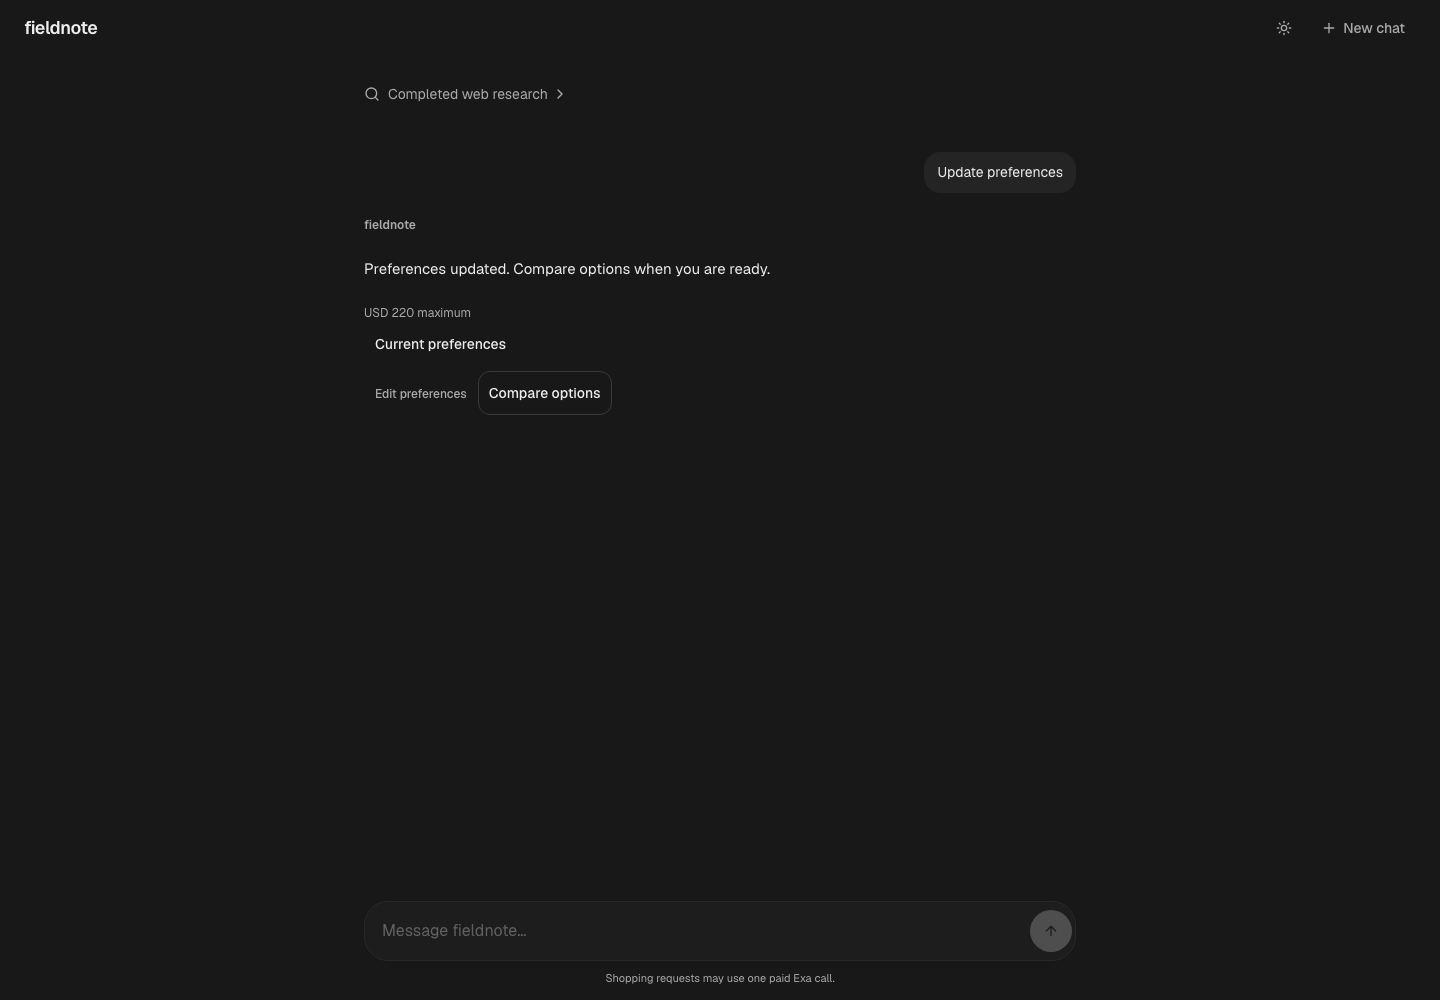 fieldnote
New chat
Completed web research
Update preferences
fieldnote
Preferences updated. Compare options when you are ready.
USD 220 maximum
Current preferences
Edit preferences
Compare options
Message fieldnote...
Shopping requests may use one paid Exa call.